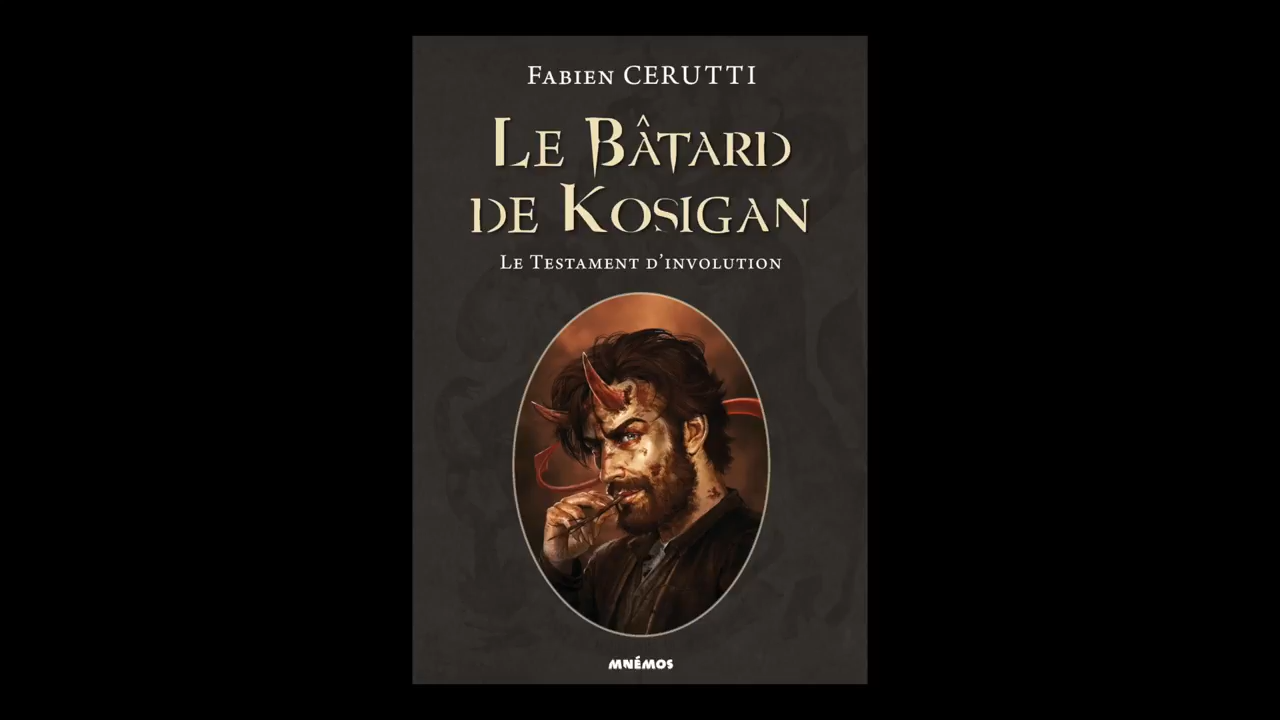 Fabien CERUTTI
Le Bâtard
de Kosigan
Le Testament d'involution
MNÉMOS